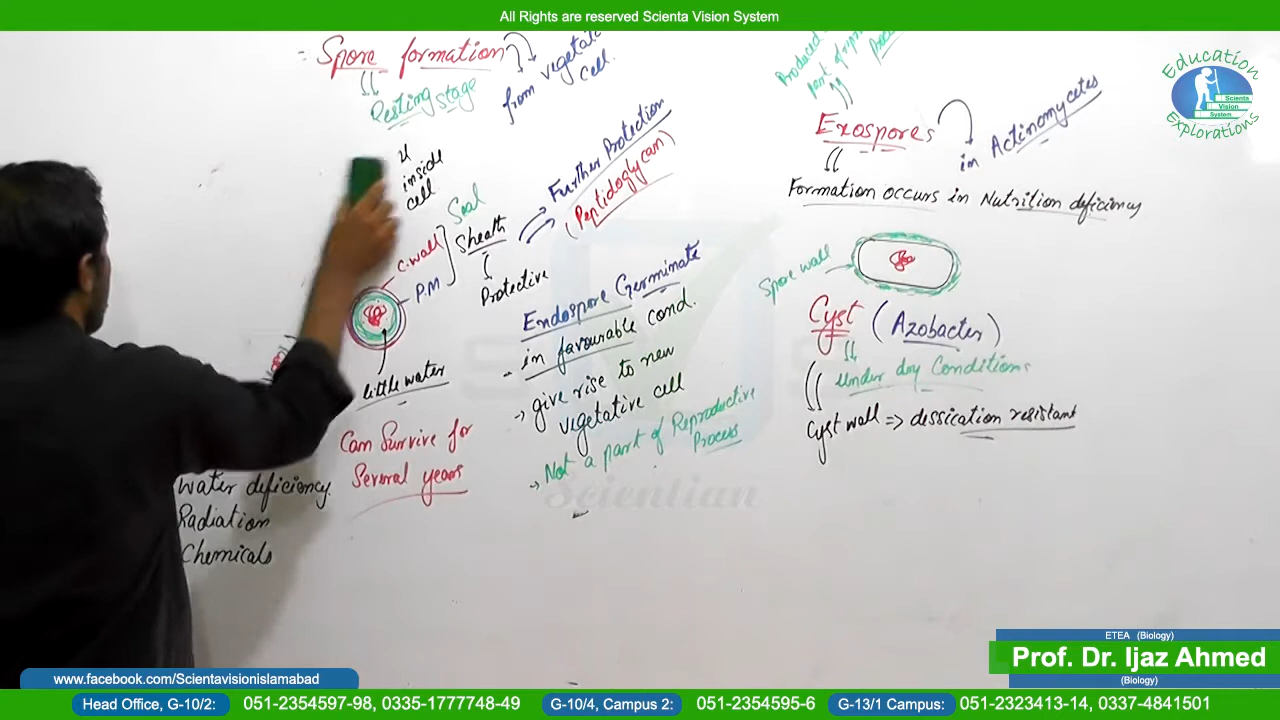 All Rights are reserved Scienta Vision System
= Spore formation
from vegetative
cell.
Resting stage
inside
cell
c.wall
P.M
Seal
Sheath
Protective
Further Protection
(Peptidoglycan)
little water
Can Survive for
Several years
Water deficiency.
Radiation
Chemicals
Endospore Germinate
- in favourable cond.
→ give rise to new
vegetative cell
→ Not a part of Reproductive
Process
Produced
part of
Exospores
in Actinomycetes
Formation occurs in Nutrition deficiency
Spore wall
Cyst (Azobacter)
Under dry Conditions
Cyst wall => dessication resistant
Scientian
Education
Scienta
Vision
System
Explorations
ETEA (Biology)
Prof. Dr. Ijaz Ahmed
(Biology)
www.facebook.com/Scientavisionislamabad
Head Office, G-10/2: 051-2354597-98, 0335-1777748-49 G-10/4, Campus 2: 051-2354595-6 G-13/1 Campus: 051-2323413-14, 0337-4841501